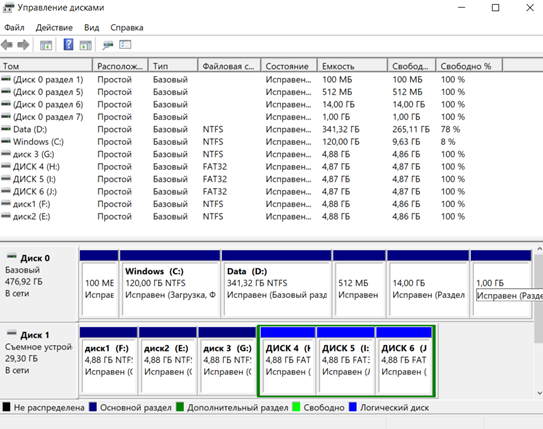 Управление дисками
Файл Действие Вид Справка
Том Располож... Тип Файловая с... Состояние Емкость Свобод... Свободно %
(Диск 0 раздел 1) Простой Базовый Исправен... 100 МБ 100 МБ 100 %
(Диск 0 раздел 5) Простой Базовый Исправен... 512 МБ 512 МБ 100 %
(Диск 0 раздел 6) Простой Базовый Исправен... 14,00 ГБ 14,00 ГБ 100 %
(Диск 0 раздел 7) Простой Базовый Исправен... 1,00 ГБ 1,00 ГБ 100 %
Data (D:) Простой Базовый NTFS Исправен... 341,32 ГБ 265,11 ГБ 78 %
Windows (C:) Простой Базовый NTFS Исправен... 120,00 ГБ 9,63 ГБ 8 %
диск 3 (G:) Простой Базовый NTFS Исправен... 4,88 ГБ 4,86 ГБ 100 %
ДИСК 4 (H:) Простой Базовый FAT32 Исправен... 4,87 ГБ 4,87 ГБ 100 %
ДИСК 5 (I:) Простой Базовый FAT32 Исправен... 4,87 ГБ 4,87 ГБ 100 %
ДИСК 6 (J:) Простой Базовый FAT32 Исправен... 4,87 ГБ 4,87 ГБ 100 %
диск1 (F:) Простой Базовый NTFS Исправен... 4,88 ГБ 4,86 ГБ 100 %
диск2 (E:) Простой Базовый NTFS Исправен... 4,88 ГБ 4,86 ГБ 100 %
Диск 0
Базовый
476,92 ГБ
В сети
100 МБ
Исправе
Windows (C:)
120,00 ГБ NTFS
Исправен (Загрузка, Ф
Data (D:)
341,32 ГБ NTFS
Исправен (Базовый разд
512 МБ
Исправен
14,00 ГБ
Исправен (Раздел
1,00 ГБ
Исправен (Разде
Диск 1
Съемное устрой
29,30 ГБ
В сети
диск1 (F:)
4,88 ГБ NTFS
Исправен (
диск2 (E:)
4,88 ГБ NTFS
Исправен (
диск 3 (G:)
4,88 ГБ NTFS
Исправен (
ДИСК 4 (H
4,88 ГБ FAT
Исправен (
ДИСК 5 (I:)
4,88 ГБ FAT3
Исправен (
ДИСК 6 (J
4,88 ГБ FAT
Исправен (
Не распределена Основной раздел Дополнительный раздел Свободно Логический диск